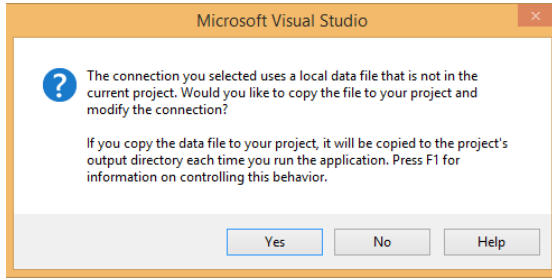 Microsoft Visual Studio
The connection you selected uses a local data file that is not in the
current project. Would you like to copy the file to your project and
modify the connection?
If you copy the data file to your project, it will be copied to the project's
output directory each time you run the application. Press F1 for
information on controlling this behavior.
Yes No Help